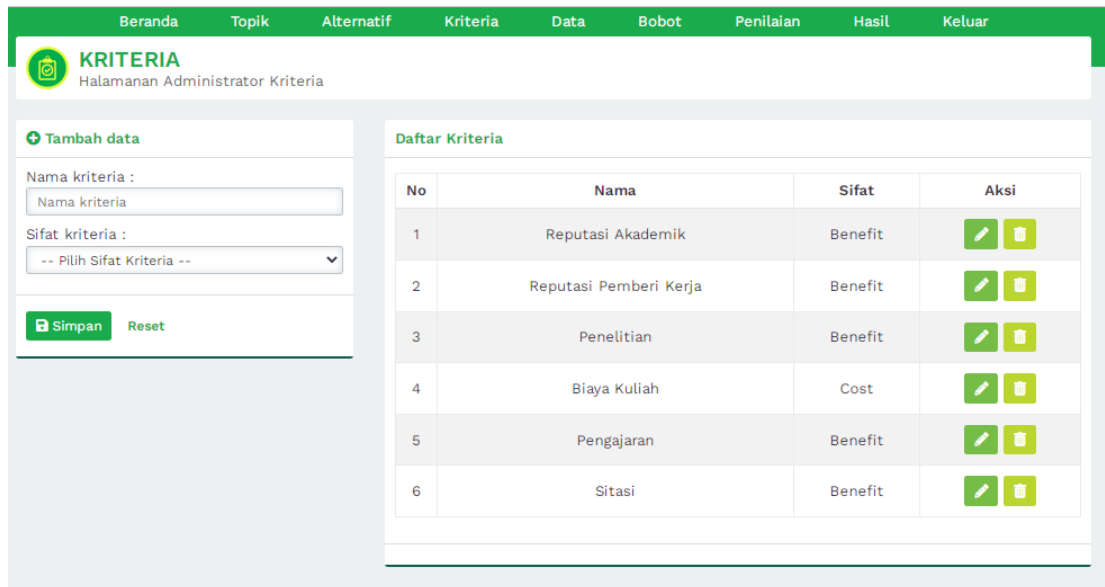 Beranda Topik Alternatif Kriteria Data Bobot Penilaian Hasil Keluar
KRITERIA
Halamanan Administrator Kriteria
Tambah data
Nama kriteria :
Nama kriteria
Sifat kriteria :
-- Pilih Sifat Kriteria --
Simpan Reset
Daftar Kriteria
No Nama Sifat Aksi
1 Reputasi Akademik Benefit
2 Reputasi Pemberi Kerja Benefit
3 Penelitian Benefit
4 Biaya Kuliah Cost
5 Pengajaran Benefit
6 Sitasi Benefit